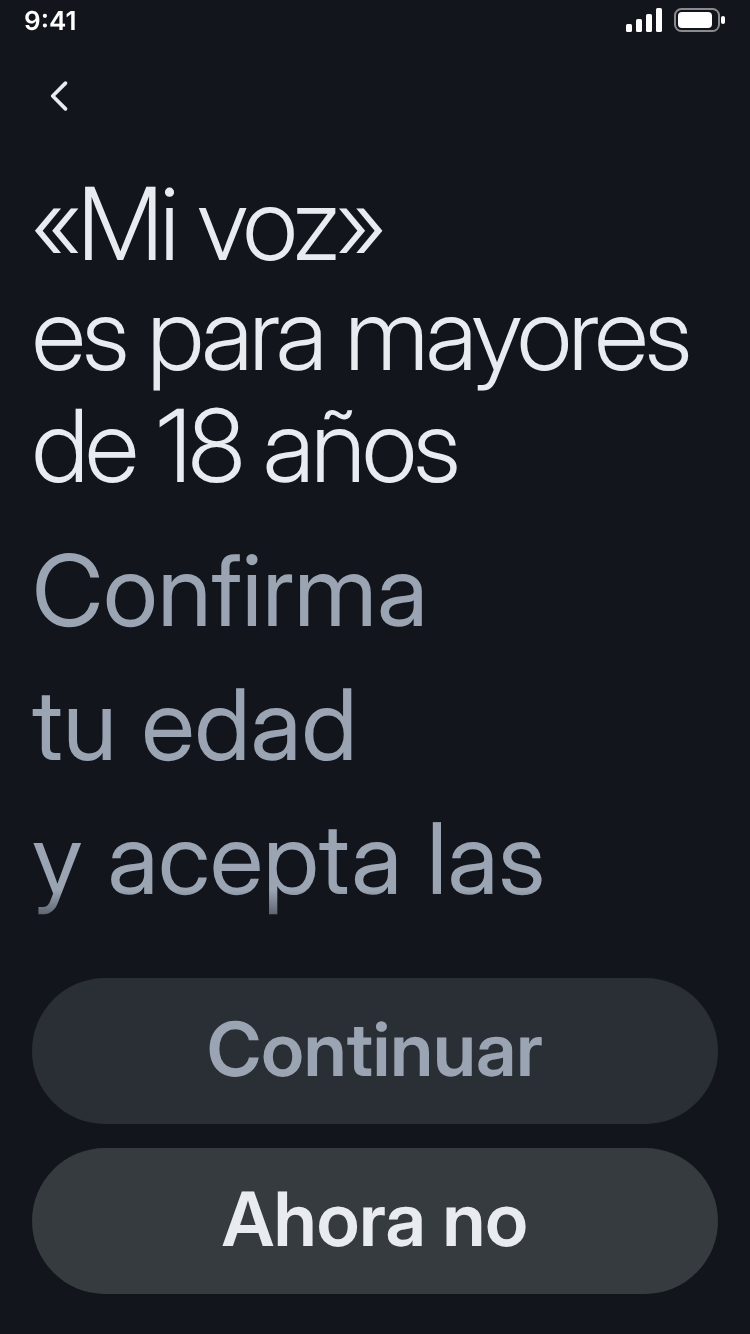 9:41
«Mi voz»
es para mayores
de 18 años
Confirma
tu edad
y acepta las
Continuar
Ahora no